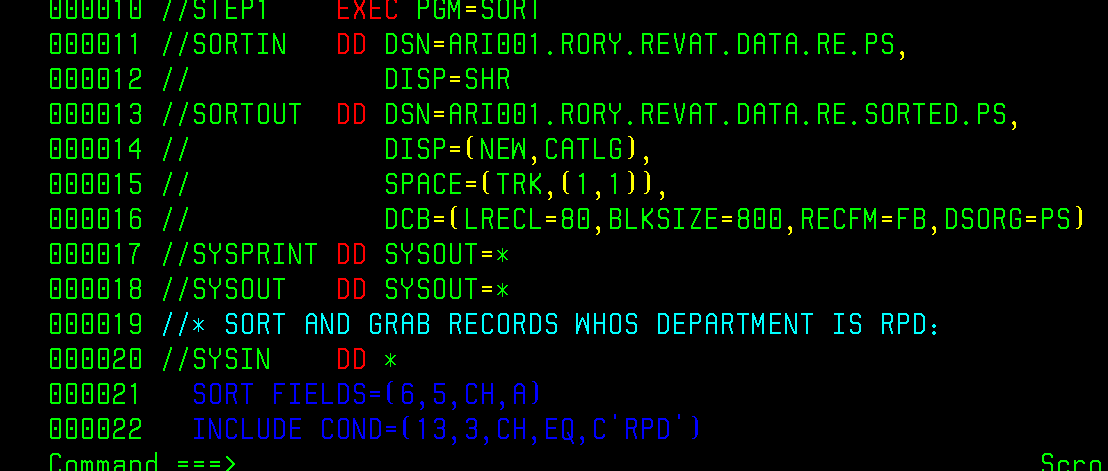 000010 //STEP1    EXEC PGM=SORT
000011 //SORTIN   DD DSN=ARI001.RORY.REVAT.DATA.RE.PS,
000012 //            DISP=SHR
000013 //SORTOUT  DD DSN=ARI001.RORY.REVAT.DATA.RE.SORTED.PS,
000014 //            DISP=(NEW,CATLG),
000015 //            SPACE=(TRK,(1,1)),
000016 //            DCB=(LRECL=80,BLKSIZE=800,RECFM=FB,DSORG=PS)
000017 //SYSPRINT DD SYSOUT=*
000018 //SYSOUT   DD SYSOUT=*
000019 //* SORT AND GRAB RECORDS WHOS DEPARTMENT IS RPD:
000020 //SYSIN    DD *
000021   SORT FIELDS=(6,5,CH,A)
000022   INCLUDE COND=(13,3,CH,EQ,C'RPD')
Command ===> Scro